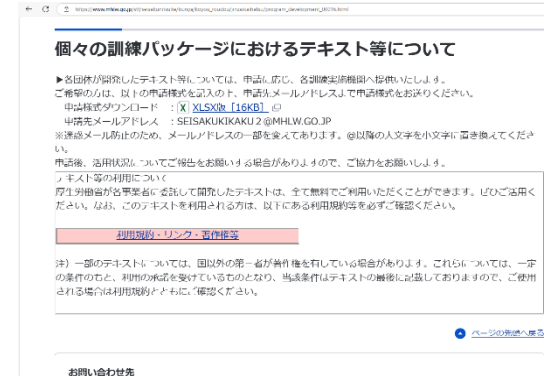 個々の訓練パッケージにおけるテキスト等について
▶各団体が開発したテキスト等については、申請に応じ、各訓練実施機関へ提供いたします。
ご希望の方は、以下の申請様式を記入の上、申請先メールアドレスまで申請様式をお送りください。
申請様式ダウンロード ：XLSX版［16KB］
申請先メールアドレス ：SEISAKUKIKAKU２@MHLW.GO.JP
※迷惑メール防止のため、メールアドレスの一部を変えてあります。@以降の大文字を小文字に置き換えてくださ
い。
申請後、活用状況についてご報告をお願いする場合がありますので、ご協力をお願いします。
テキスト等の利用について
厚生労働省が各事業者に委託して開発したテキストは、全て無料でご利用いただくことができます。ぜひご活用く
ださい。なお、このテキストを利用される方は、以下にある利用規約等を必ずご確認ください。
利用規約・リンク・著作権等
注）一部のテキストについては、国以外の第三者が著作権を有している場合があります。これらについては、一定
の条件のもと、利用の承諾を受けているものとなり、当該条件はテキストの最後に記載しておりますので、ご使用
される場合は利用規約とともにご確認ください。
ページの先頭へ戻る
お問い合わせ先